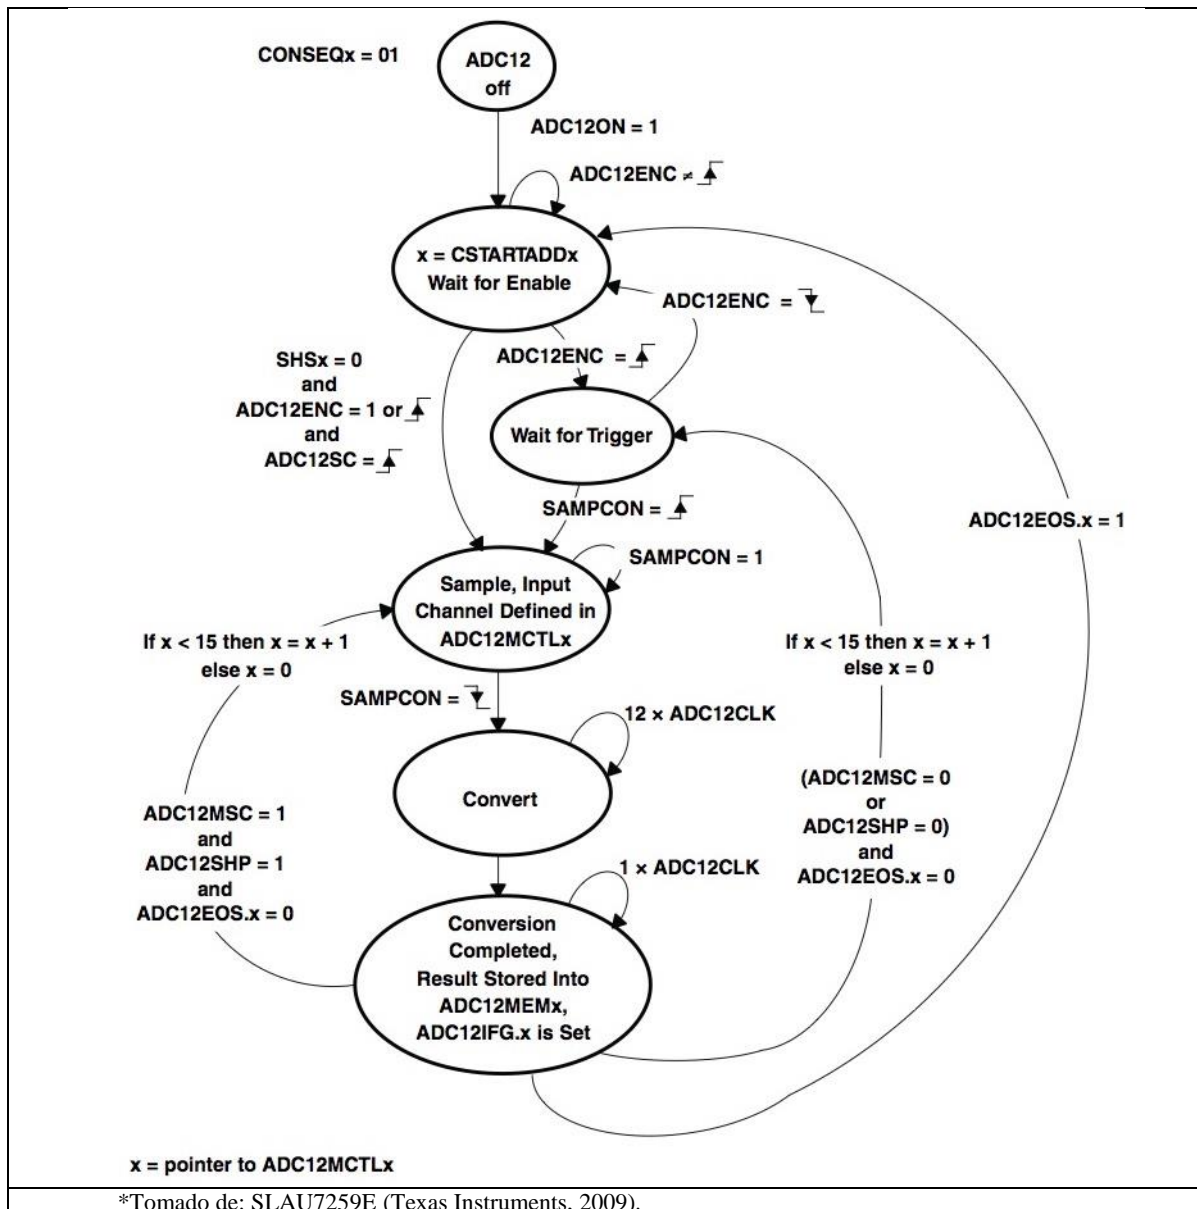 CONSEQx = 01
ADC12
off
ADC12ON = 1
ADC12ENC ≠
x = CSTARTADDx
Wait for Enable
ADC12ENC =
SHSx = 0
and
ADC12ENC = 1 or
and
ADC12SC =
ADC12ENC =
Wait for Trigger
SAMPCON =
ADC12EOS.x = 1
SAMPCON = 1
Sample, Input
Channel Defined in
ADC12MCTLx
If x < 15 then x = x + 1
else x = 0
If x < 15 then x = x + 1
else x = 0
SAMPCON =
12 × ADC12CLK
Convert
(ADC12MSC = 0
or
ADC12SHP = 0)
and
ADC12EOS.x = 0
ADC12MSC = 1
and
ADC12SHP = 1
and
ADC12EOS.x = 0
1 × ADC12CLK
Conversion
Completed,
Result Stored Into
ADC12MEMx,
ADC12IFG.x is Set
x = pointer to ADC12MCTLx
*Tomado de: SLAU7259E (Texas Instruments, 2009).